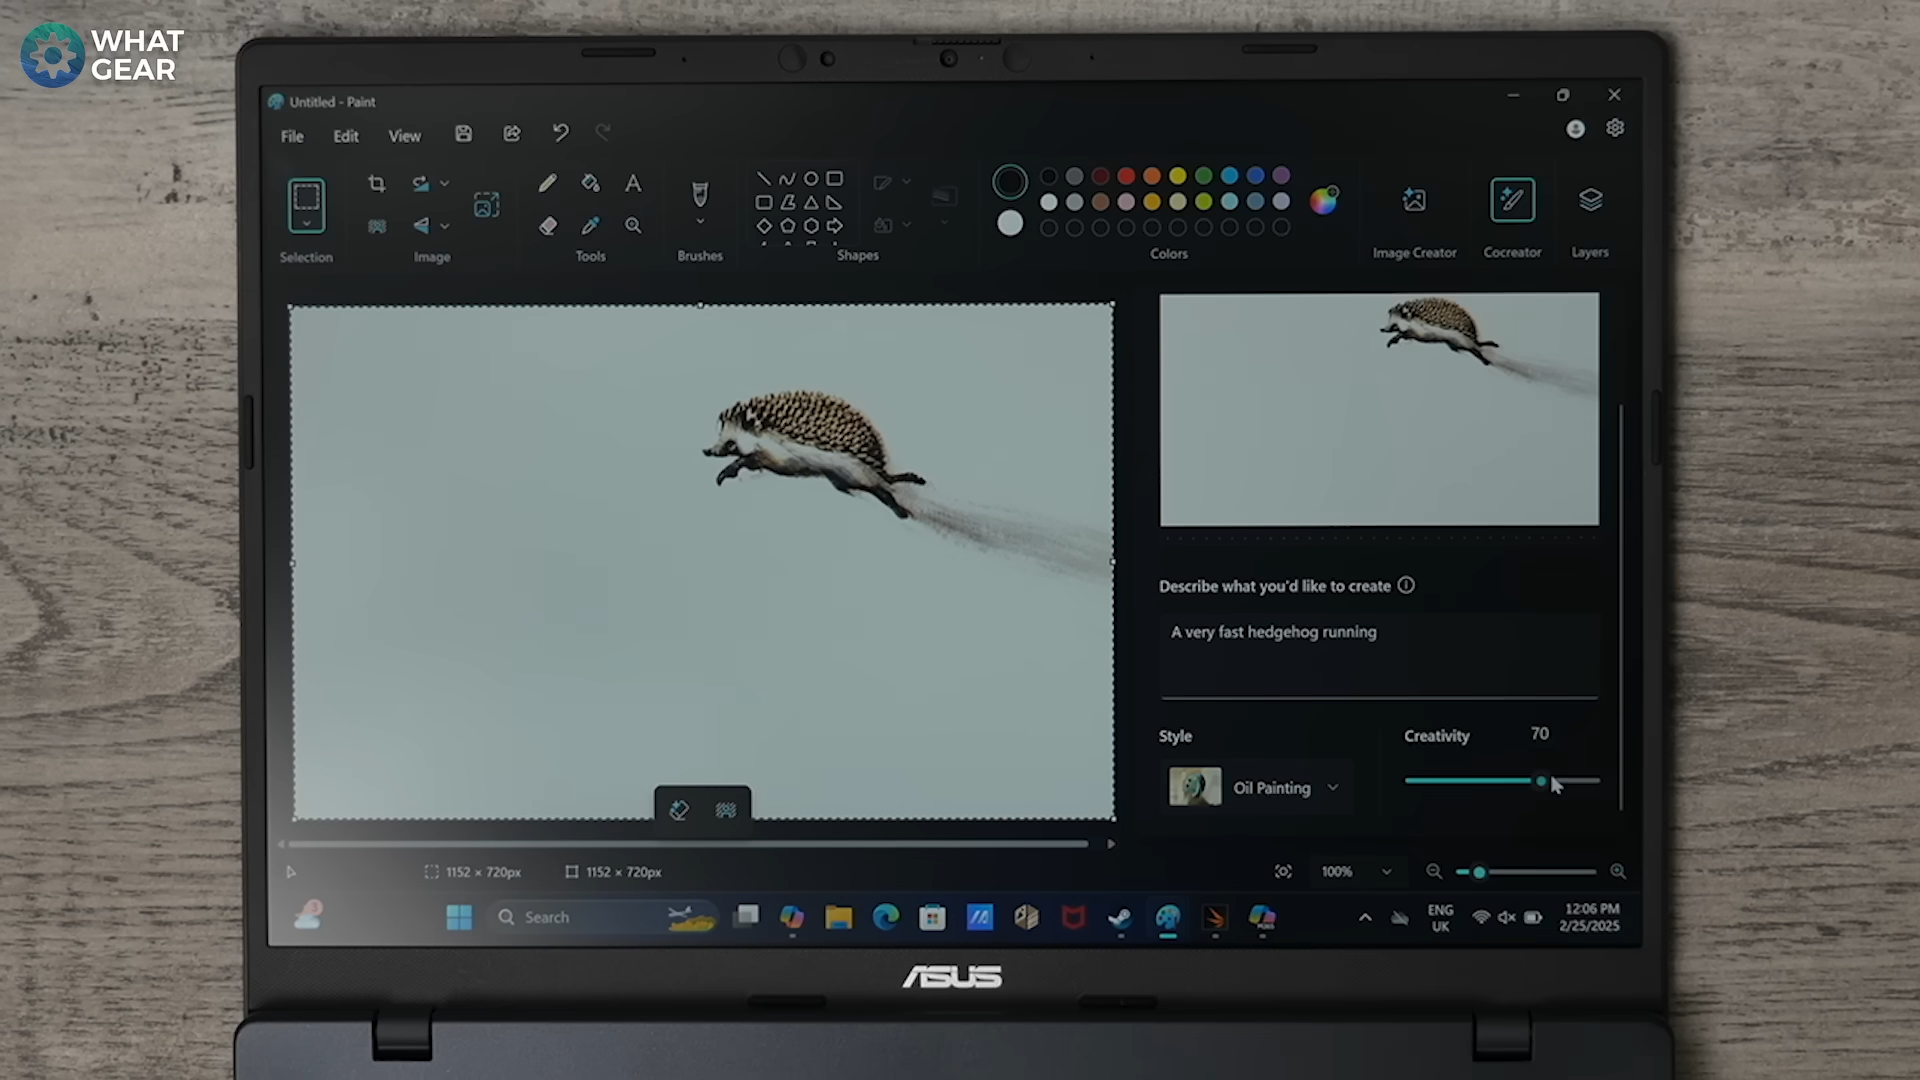 WHAT
GEAR
Untitled - Paint
File Edit View
Selection Image Tools Brushes Shapes Colors Image Creator Cocreator Layers
A
Describe what you'd like to create
A very fast hedgehog running
Style Creativity 70
Oil Painting
1152 × 720px 1152 × 720px 100%
3
Search
ENG
UK
12:06 PM
2/25/2025
ASUS